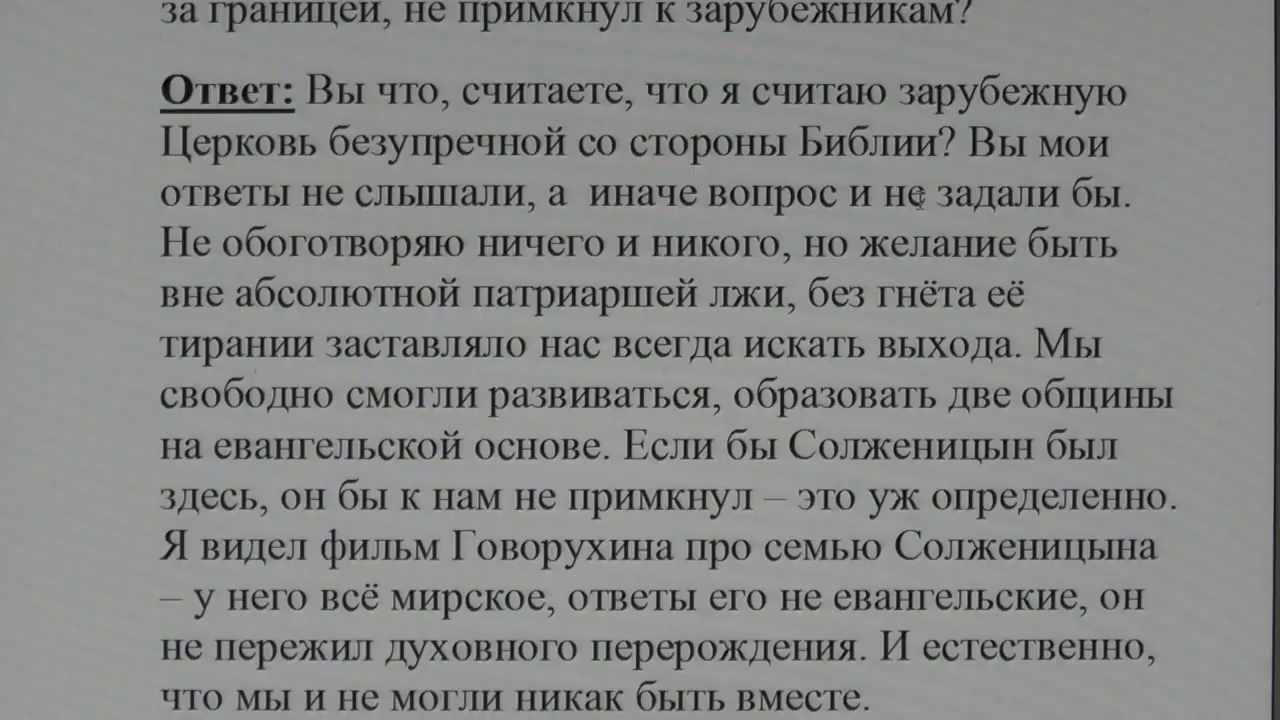 за границей, не примкнул к зарубежникам?
Ответ: Вы что, считаете, что я считаю зарубежную
Церковь безупречной со стороны Библии? Вы мои
ответы не слышали, а  иначе вопрос и не задали бы.
Не обоготворяю ничего и никого, но желание быть
вне абсолютной патриаршей лжи, без гнёта её
тирании заставляло нас всегда искать выхода. Мы
свободно смогли развиваться, образовать две общины
на евангельской основе. Если бы Солженицын был
здесь, он бы к нам не примкнул – это уж определенно.
Я видел фильм Говорухина про семью Солженицына
– у него всё мирское, ответы его не евангельские, он
не пережил духовного перерождения. И естественно,
что мы и не могли никак быть вместе.